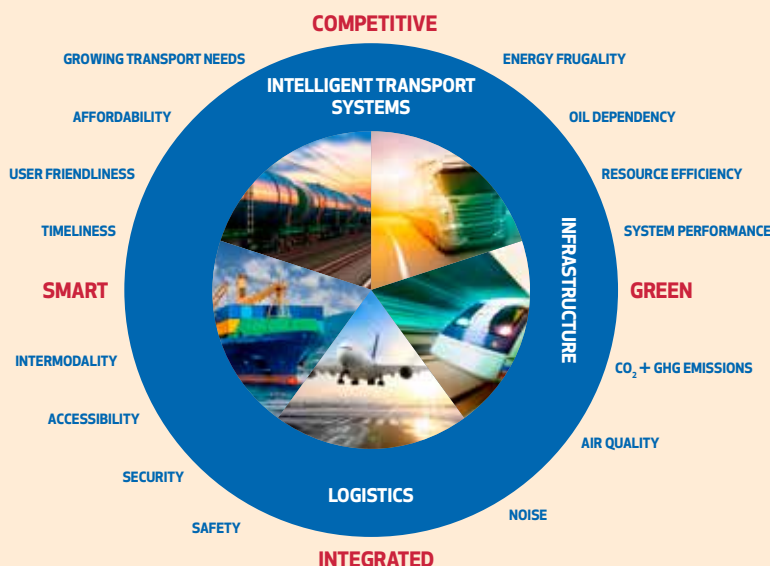 COMPETITIVE
GROWING TRANSPORT NEEDS
ENERGY FRUGALITY
INTELLIGENT TRANSPORT
SYSTEMS
AFFORDABILITY
OIL DEPENDENCY
USER FRIENDLINESS
RESOURCE EFFICIENCY
TIMELINESS
SYSTEM PERFORMANCE
INFRASTRUCTURE
SMART
GREEN
INTERMODALITY
CO₂ + GHG EMISSIONS
ACCESSIBILITY
AIR QUALITY
SECURITY
LOGISTICS
NOISE
SAFETY
INTEGRATED